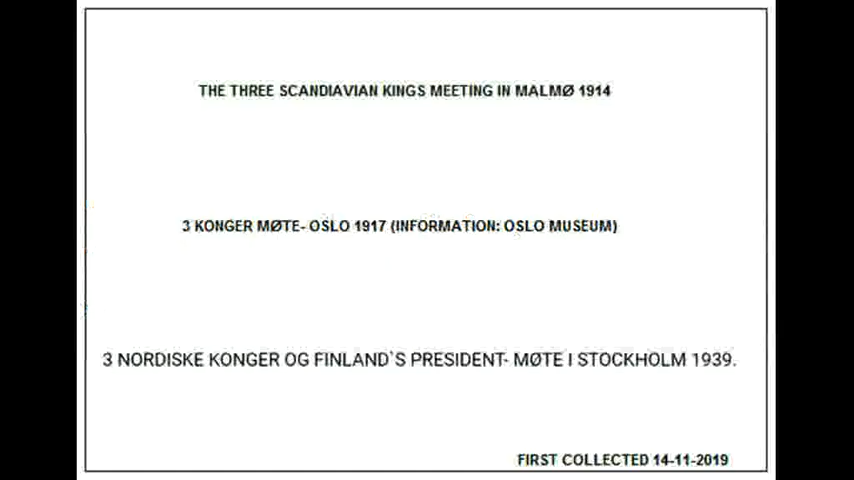 THE THREE SCANDIAVIAN KINGS MEETING IN MALMØ 1914
3 KONGER MØTE- OSLO 1917 (INFORMATION: OSLO MUSEUM)
3 NORDISKE KONGER OG FINLAND`S PRESIDENT- MØTE I STOCKHOLM 1939.
FIRST COLLECTED 14-11-2019